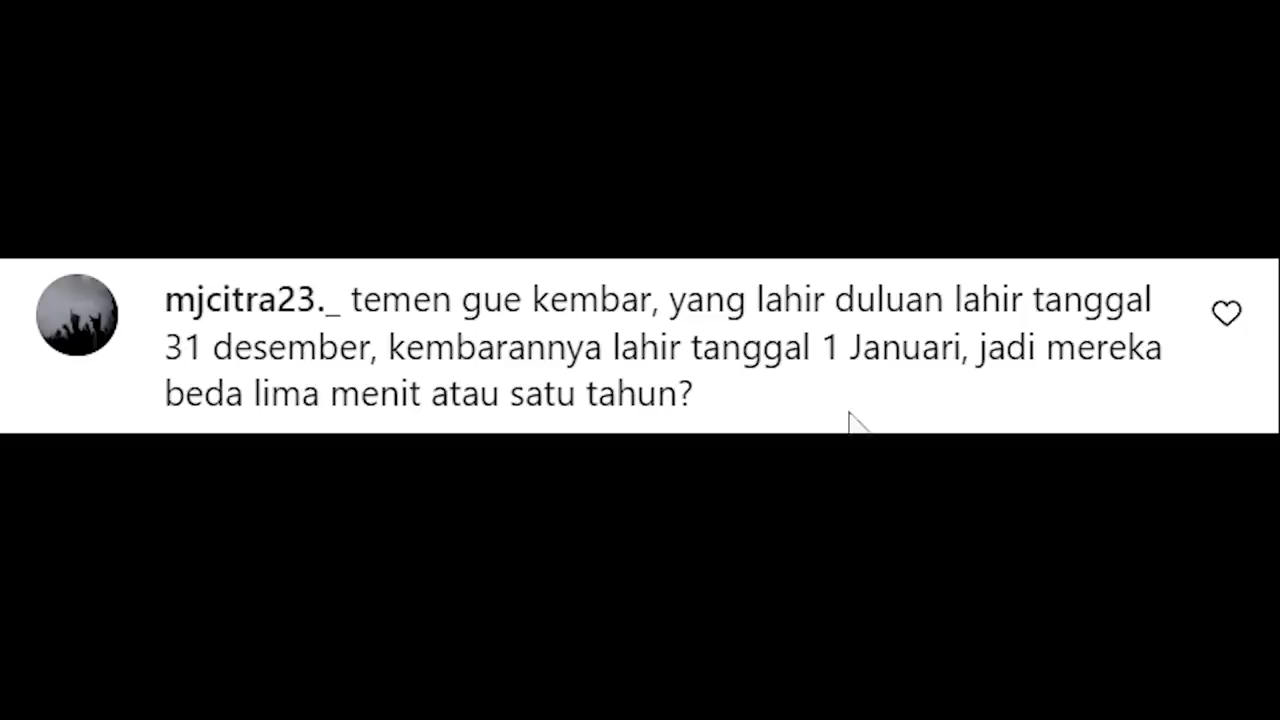 mjcitra23._ temen gue kembar, yang lahir duluan lahir tanggal
31 desember, kembarannya lahir tanggal 1 Januari, jadi mereka
beda lima menit atau satu tahun?